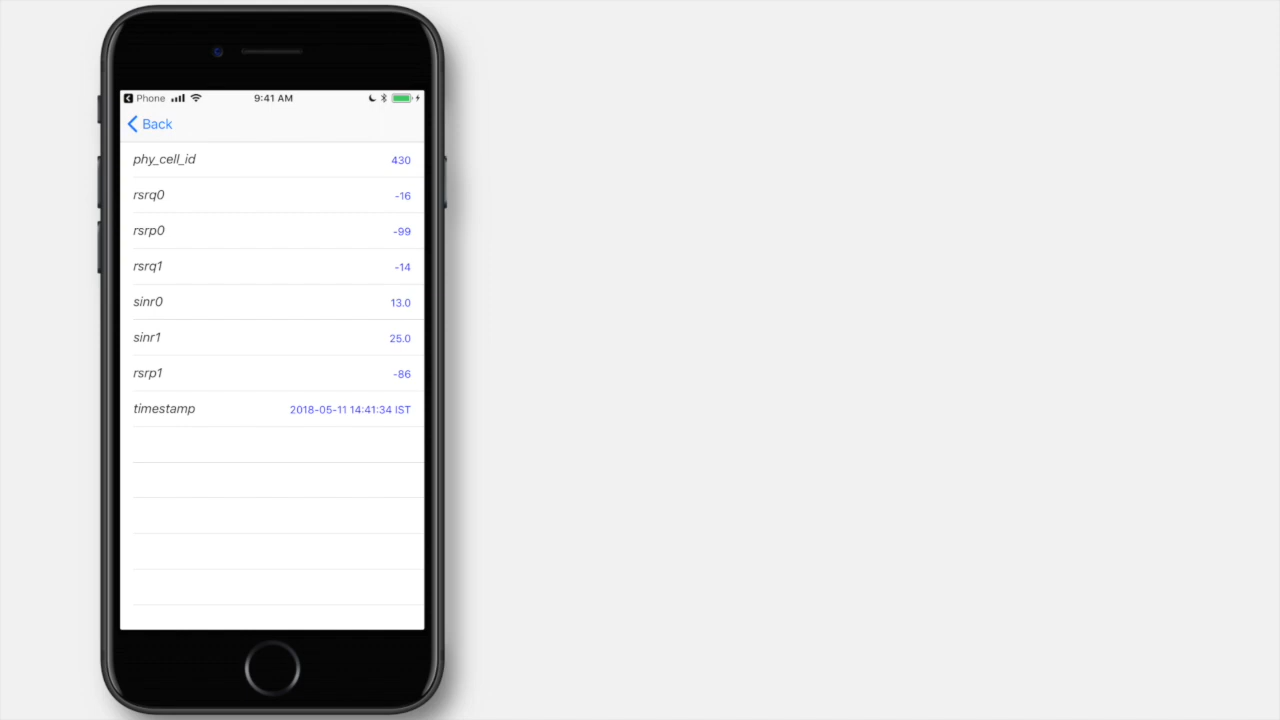 Phone 9:41 AM
Back
phy_cell_id 430
rsrq0 -16
rsrp0 -99
rsrq1 -14
sinr0 13.0
sinr1 25.0
rsrp1 -86
timestamp 2018-05-11 14:41:34 IST